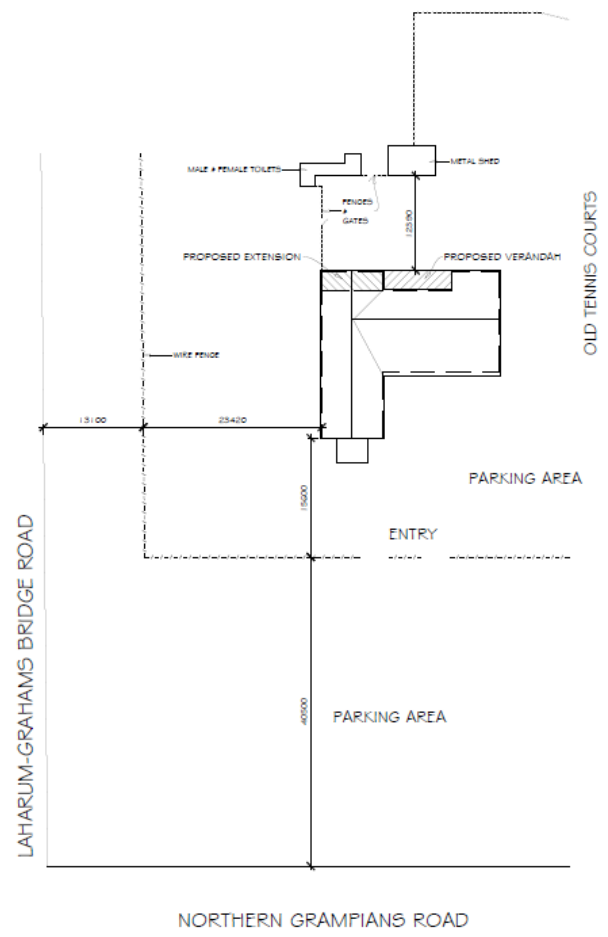 METAL SHED
MALE & FEMALE TOILETS
FENCES
&
GATES
12390
OLD TENNIS COURTS
PROPOSED EXTENSION
PROPOSED VERANDAH
WIRE FENCE
13100
23420
PARKING AREA
15600
ENTRY
LAHARUM-GRAHAMS BRIDGE ROAD
40500
PARKING AREA
NORTHERN GRAMPIANS ROAD